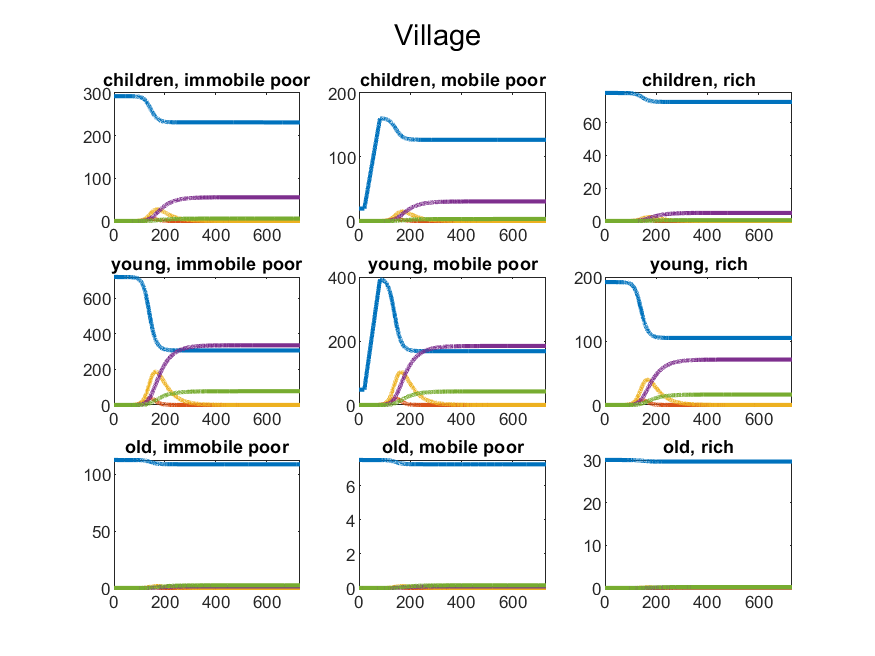 Village
children, immobile poor
children, mobile poor
children, rich
300
200
100
0
0 200 400 600
200
100
0
0 200 400 600
60
40
20
0
0 200 400 600
young, immobile poor
young, mobile poor
young, rich
600
400
200
0
0 200 400 600
400
200
0
0 200 400 600
200
100
0
0 200 400 600
old, immobile poor
old, mobile poor
old, rich
100
50
0
0 200 400 600
6
4
2
0
0 200 400 600
30
20
10
0
0 200 400 600